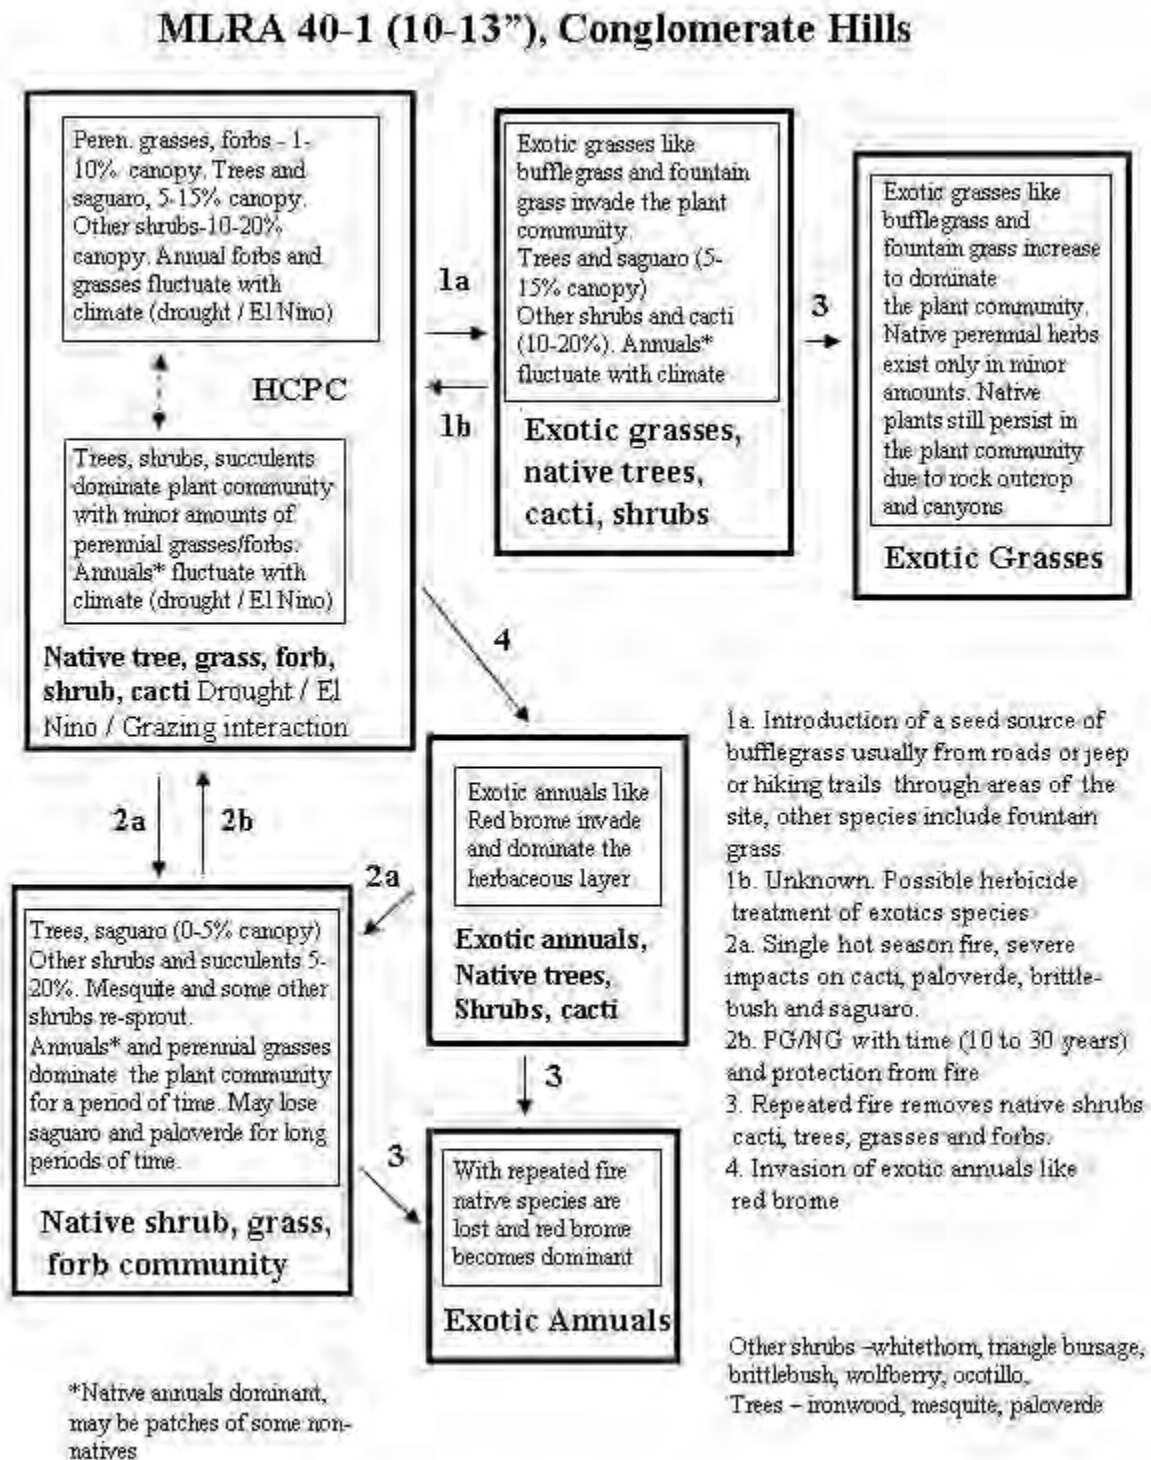 MLRA 40-1 (10-13”), Conglomerate Hills
Peren. grasses, forbs - 1-
10% canopy. Trees and
saguaro, 5-15% canopy.
Other shrubs-10-20%
canopy. Annual forbs and
grasses fluctuate with
climate (drought / El Nino)
HCPC
Trees, shrubs, succulents
dominate plant community
with minor amounts of
perennial grasses/forbs.
Annuals* fluctuate with
climate (drought / El Nino)
Native tree, grass, forb,
shrub, cacti Drought / El
Nino / Grazing interaction
1a
1b
Exotic grasses like
bufflegrass and fountain
grass invade the plant
community.
Trees and saguaro (5-
15% canopy)
Other shrubs and cacti
(10-20%). Annuals*
fluctuate with climate
Exotic grasses,
native trees,
cacti, shrubs
3
Exotic grasses like
bufflegrass and
fountain grass increase
to dominate
the plant community.
Native perennial herbs
exist only in minor
amounts. Native
plants still persist in
the plant community
due to rock outcrop
and canyons
Exotic Grasses
4
2a
2b
Exotic annuals like
Red brome invade
and dominate the
herbaceous layer
Exotic annuals,
Native trees,
Shrubs, cacti
2a
Trees, saguaro (0-5% canopy)
Other shrubs and succulents 5-
20%. Mesquite and some other
shrubs re-sprout.
Annuals* and perennial grasses
dominate the plant community
for a period of time. May lose
saguaro and paloverde for long
periods of time.
Native shrub, grass,
forb community
3
3
With repeated fire
native species are
lost and red brome
becomes dominant
Exotic Annuals
1a. Introduction of a seed source of
bufflegrass usually from roads or jeep
or hiking trails through areas of the
site, other species include fountain
grass
1b. Unknown. Possible herbicide
treatment of exotics species
2a. Single hot season fire, severe
impacts on cacti, paloverde, brittle-
bush and saguaro.
2b. PG/NG with time (10 to 30 years)
and protection from fire
3. Repeated fire removes native shrubs
cacti, trees, grasses and forbs.
4. Invasion of exotic annuals like
red brome
Other shrubs –whitethorn, triangle bursage,
brittlebush, wolfberry, ocotillo,
Trees – ironwood, mesquite, paloverde
*Native annuals dominant,
may be patches of some non-
natives